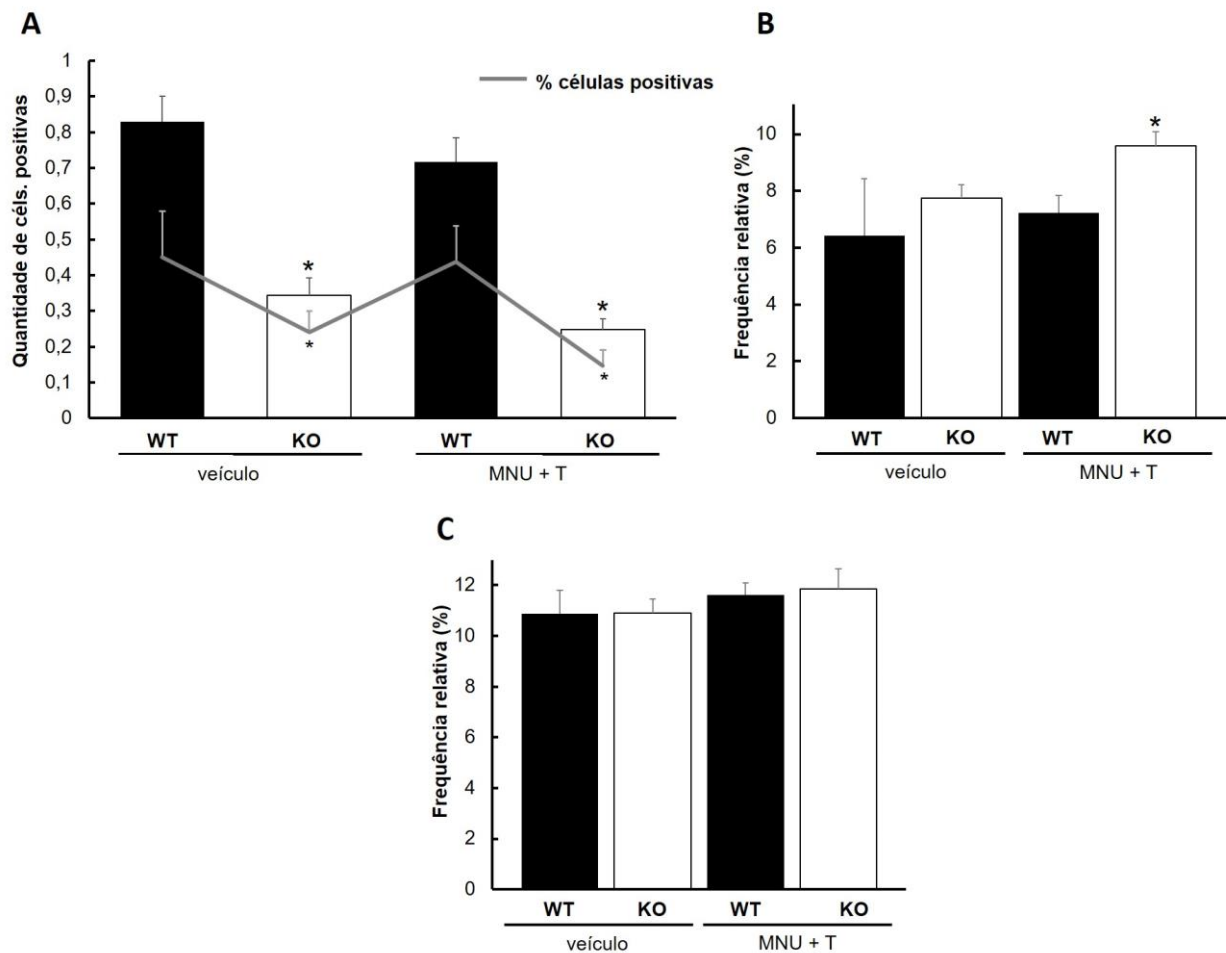 A
Quantidade de céls. positivas
1
0,9
0,8
0,7
0,6
0,5
0,4
0,3
0,2
0,1
0
% células positivas
*
*
*
*
WT KO WT KO
veículo MNU + T
B
Frequência relativa (%)
10
8
6
4
2
0
*
WT KO WT KO
veículo MNU + T
C
Frequência relativa (%)
12
10
8
6
4
2
0
WT KO WT KO
veículo MNU + T